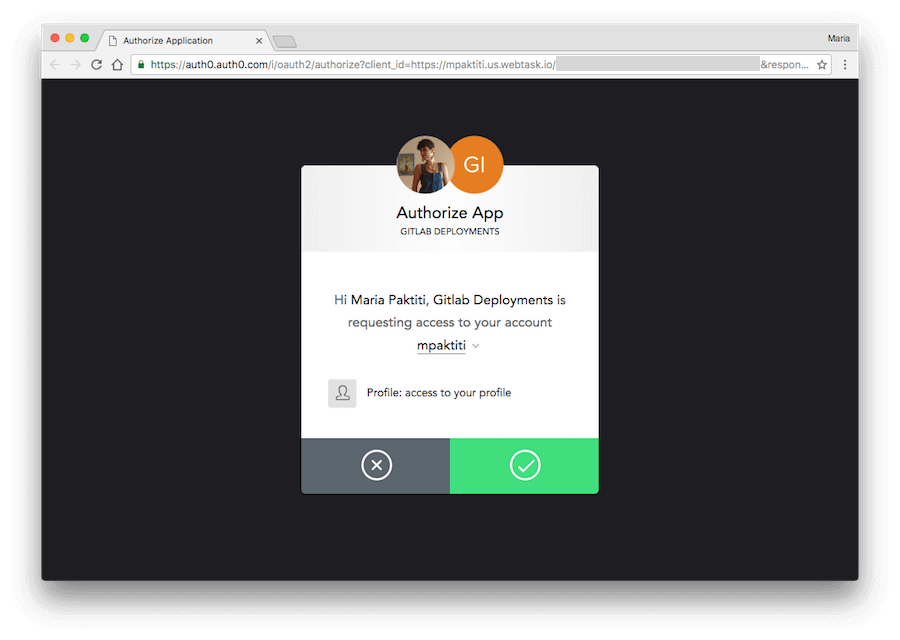 Authorize Application
Maria
https://auth0.auth0.com/i/oauth2/authorize?client_id=https://mpaktiti.us.webtask.io/ &respon...
GI
Authorize App
GITLAB DEPLOYMENTS
Hi Maria Paktiti, Gitlab Deployments is
requesting access to your account
mpaktiti
Profile: access to your profile